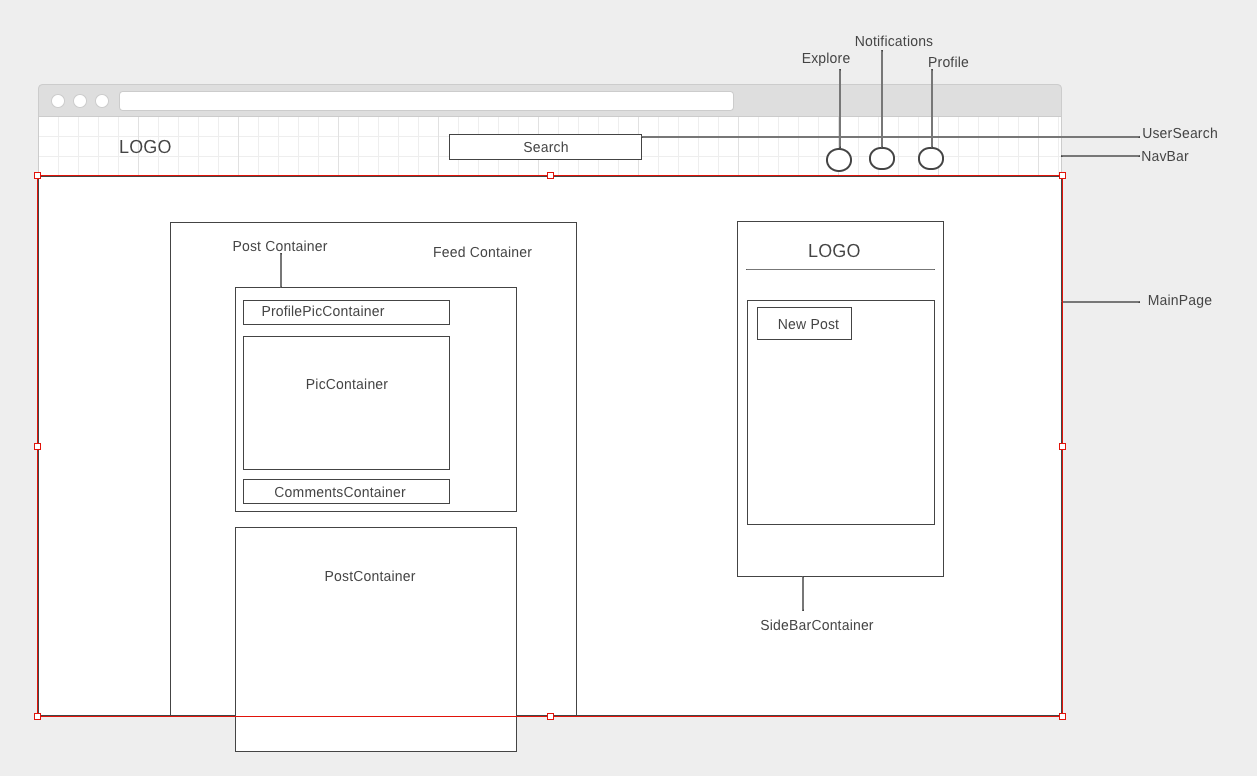 Notifications
Explore
Profile
LOGO
Search
UserSearch
NavBar
Post Container
Feed Container
LOGO
ProfilePicContainer
New Post
MainPage
PicContainer
CommentsContainer
PostContainer
SideBarContainer